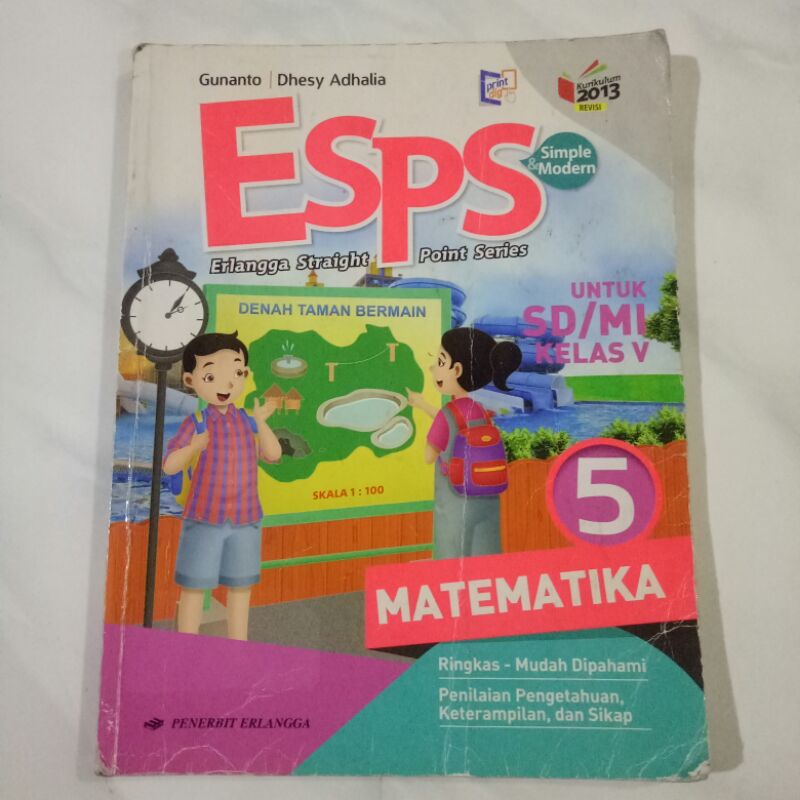 Gunanto | Dhesy Adhalia
print
digi
Kurikulum
2013
REVISI
ESPS
Simple
& Modern
Erlangga Straight Point Series
UNTUK
SD/MI
KELAS V
DENAH TAMAN BERMAIN
SKALA 1 : 100
5
MATEMATIKA
Ringkas - Mudah Dipahami
Penilaian Pengetahuan,
Keterampilan, dan Sikap
PENERBIT ERLANGGA